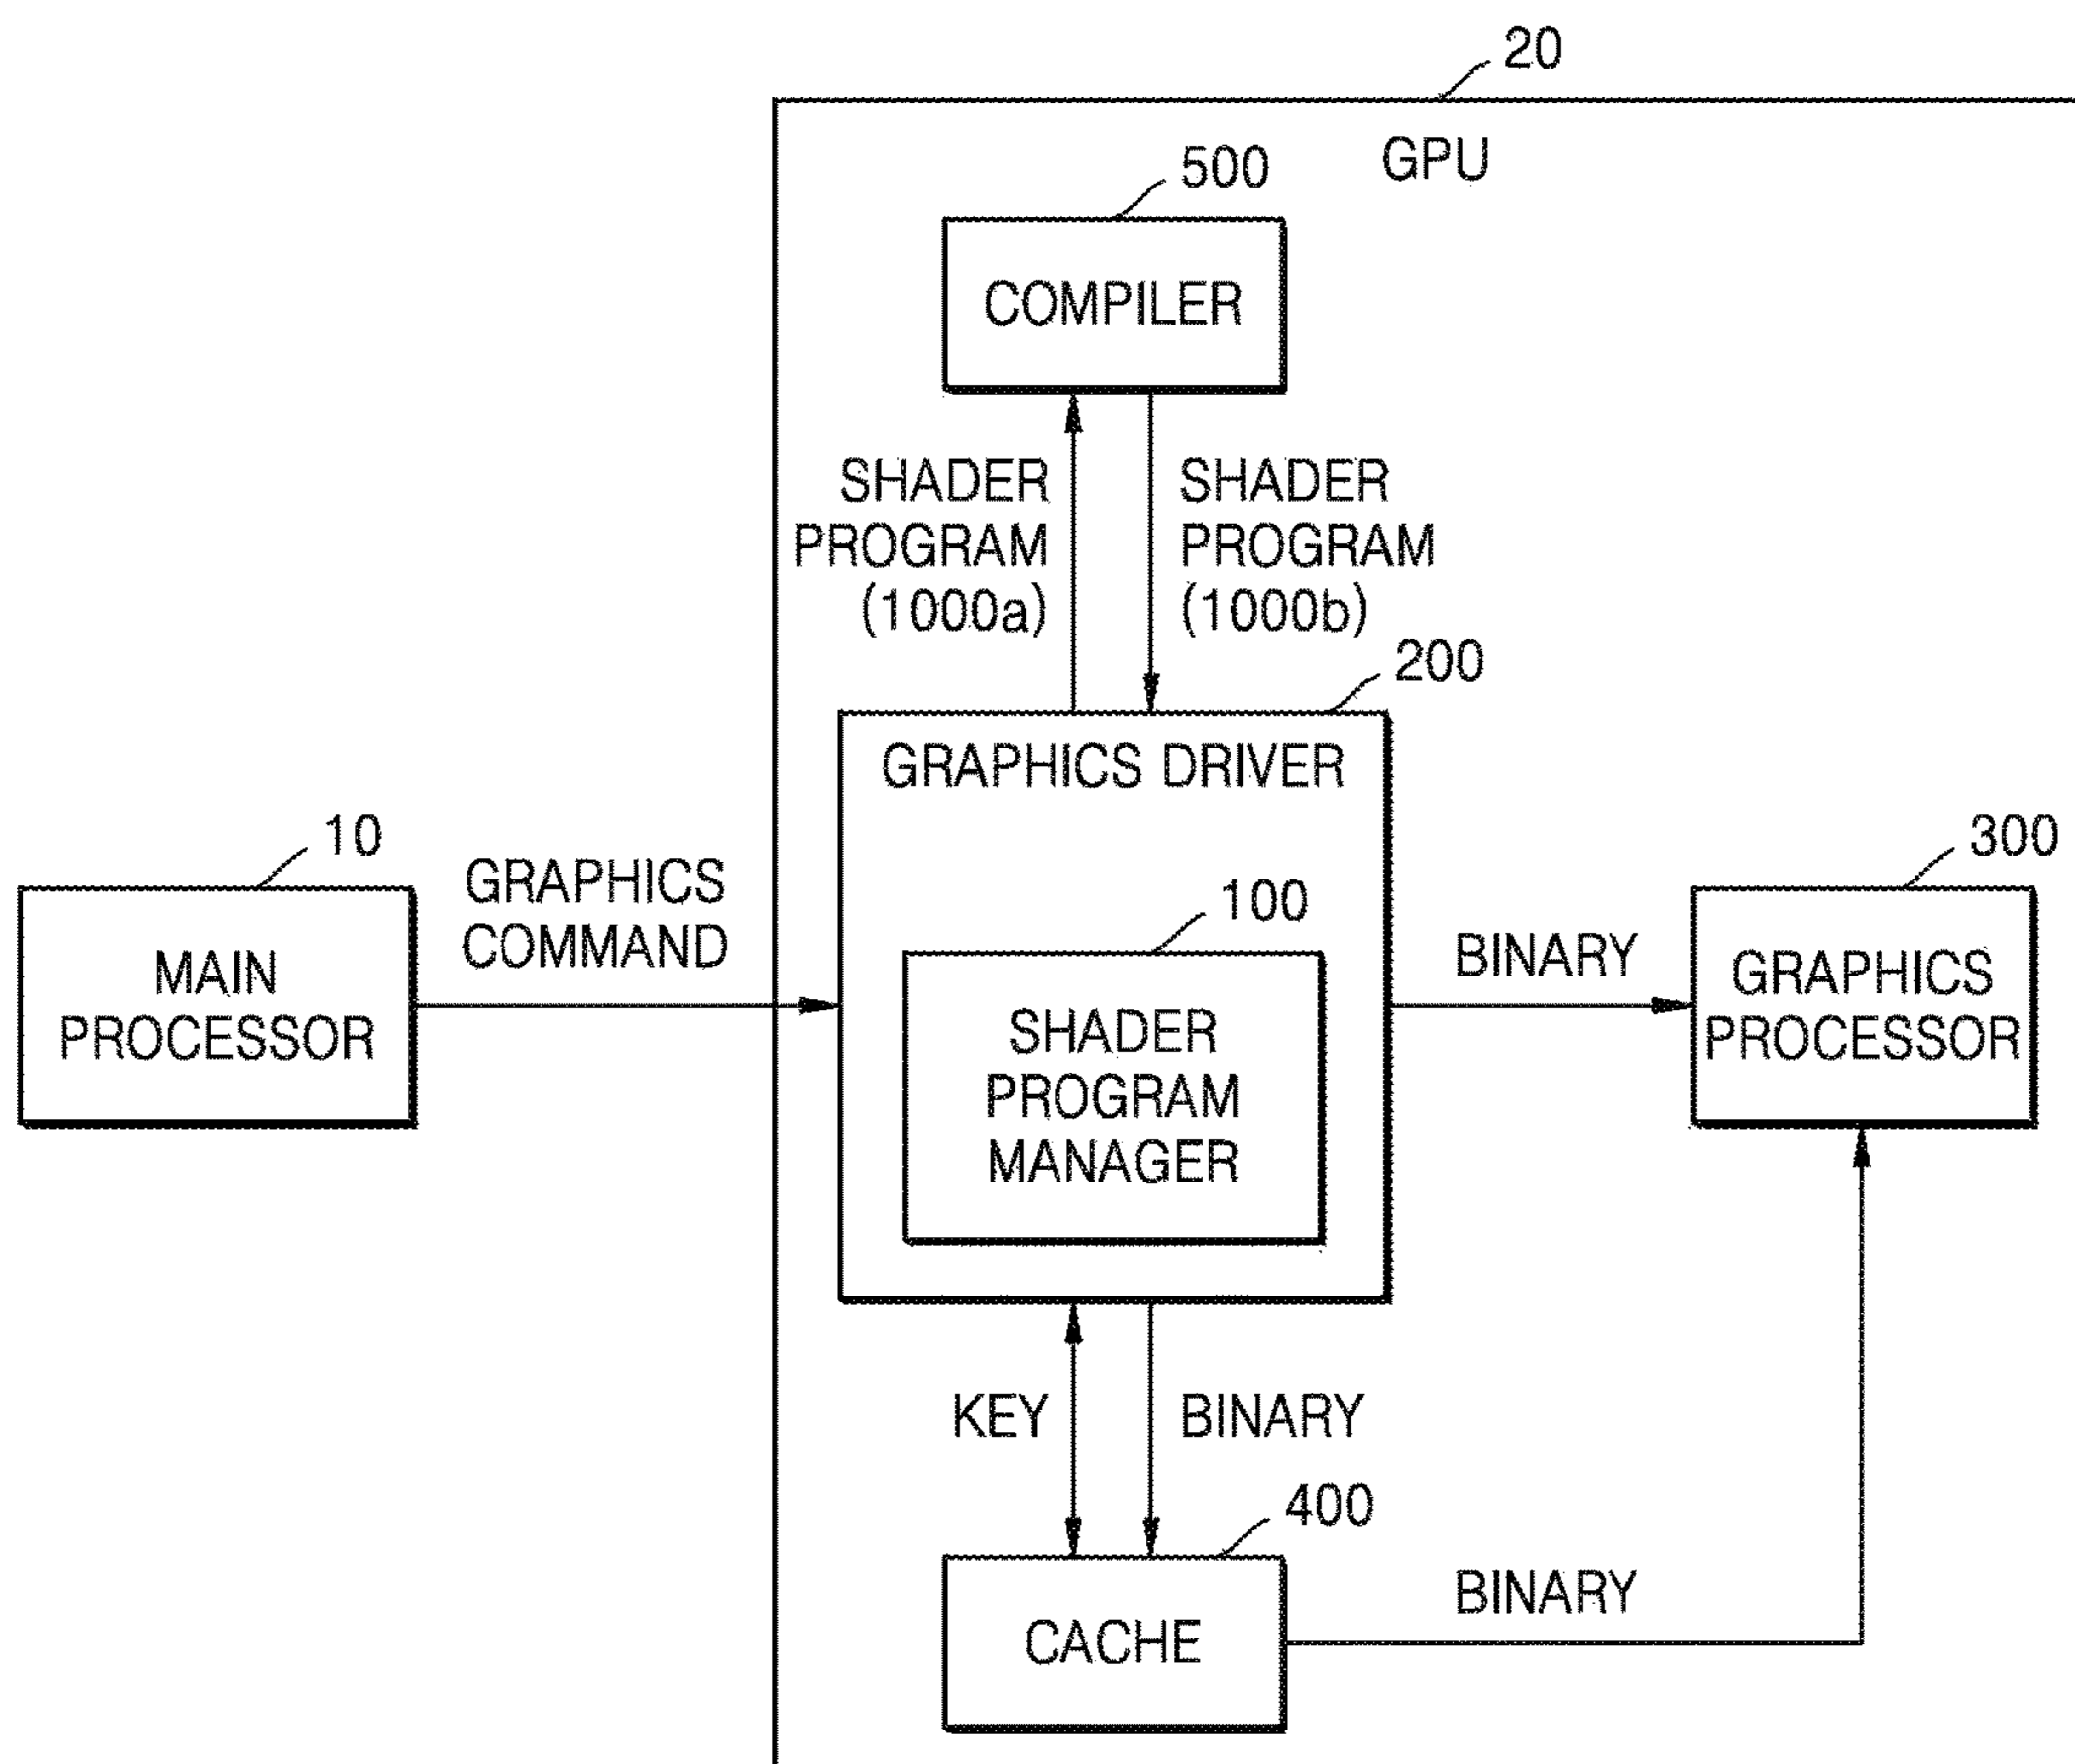 20
GPU
500
COMPILER
SHADER
PROGRAM
(1000a)
SHADER
PROGRAM
(1000b)
200
GRAPHICS DRIVER
10
MAIN
PROCESSOR
GRAPHICS
COMMAND
100
SHADER
PROGRAM
MANAGER
BINARY
300
GRAPHICS
PROCESSOR
KEY
BINARY
400
CACHE
BINARY